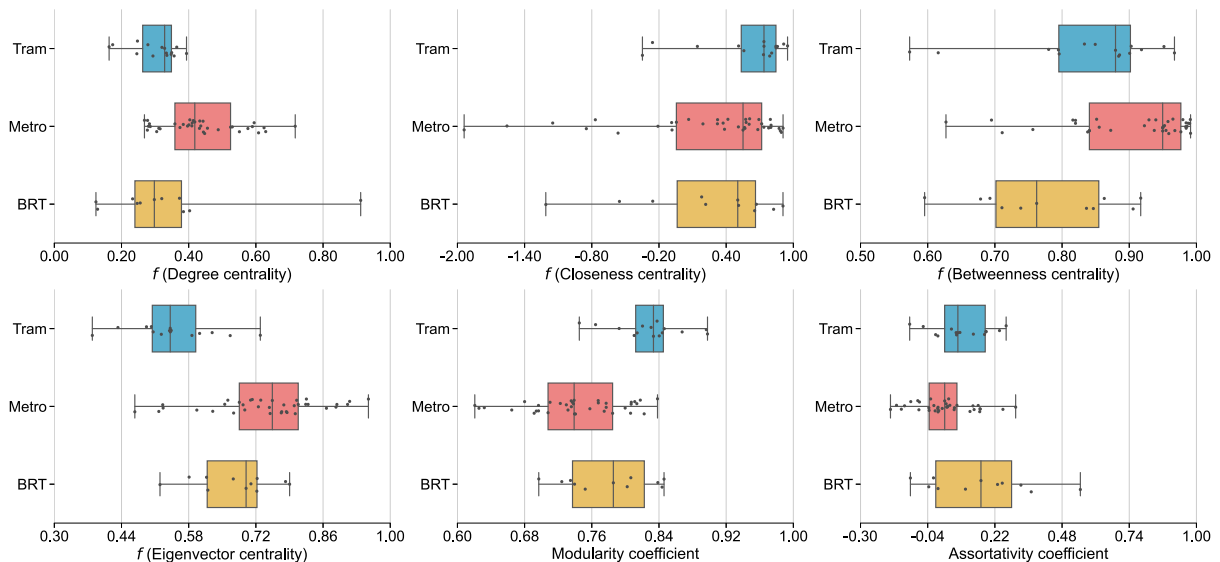 Tram
Metro
BRT
0.00 0.20 0.40 0.60 0.80 1.00
f (Degree centrality)
Tram
Metro
BRT
-2.00 -1.40 -0.80 -0.20 0.40 1.00
f (Closeness centrality)
Tram
Metro
BRT
0.50 0.60 0.70 0.80 0.90 1.00
f (Betweenness centrality)
Tram
Metro
BRT
0.30 0.44 0.58 0.72 0.86 1.00
f (Eigenvector centrality)
Tram
Metro
BRT
0.60 0.68 0.76 0.84 0.92 1.00
Modularity coefficient
Tram
Metro
BRT
-0.30 -0.04 0.22 0.48 0.74 1.00
Assortativity coefficient